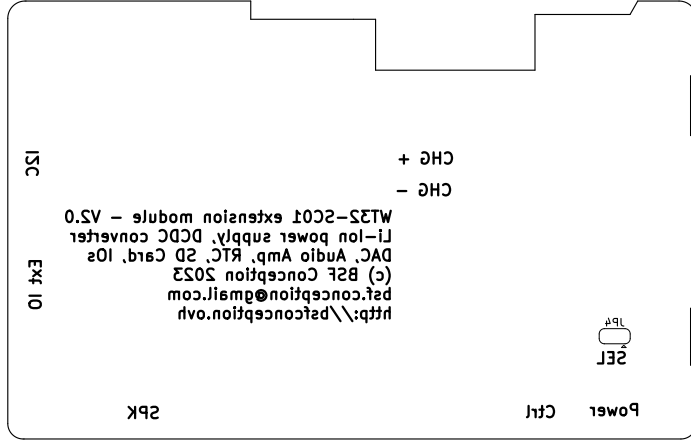 I2C
CHG +
CHG -
WT32-SC01 extension module - V2.0
Li-Ion power supply, DCDC converter
DAC, Audio Amp, RTC, SD Card, IOs
(c) BSF Conception 2023
bsf.conception@gmail.com
http://bsfconception.ovh
Ext IO
JP4
SEL
SPK
Ctrl
Power